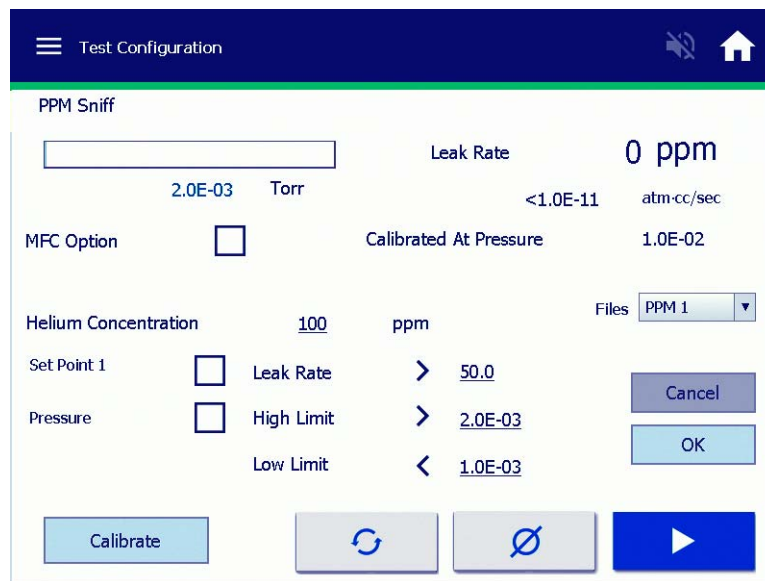 Test Configuration
PPM Sniff
Leak Rate 0 ppm
2.0E-03 Torr <1.0E-11 atm·cc/sec
MFC Option Calibrated At Pressure 1.0E-02
Files PPM 1
Helium Concentration 100 ppm
Set Point 1 Leak Rate > 50.0
Cancel
Pressure High Limit > 2.0E-03
OK
Low Limit < 1.0E-03
Calibrate